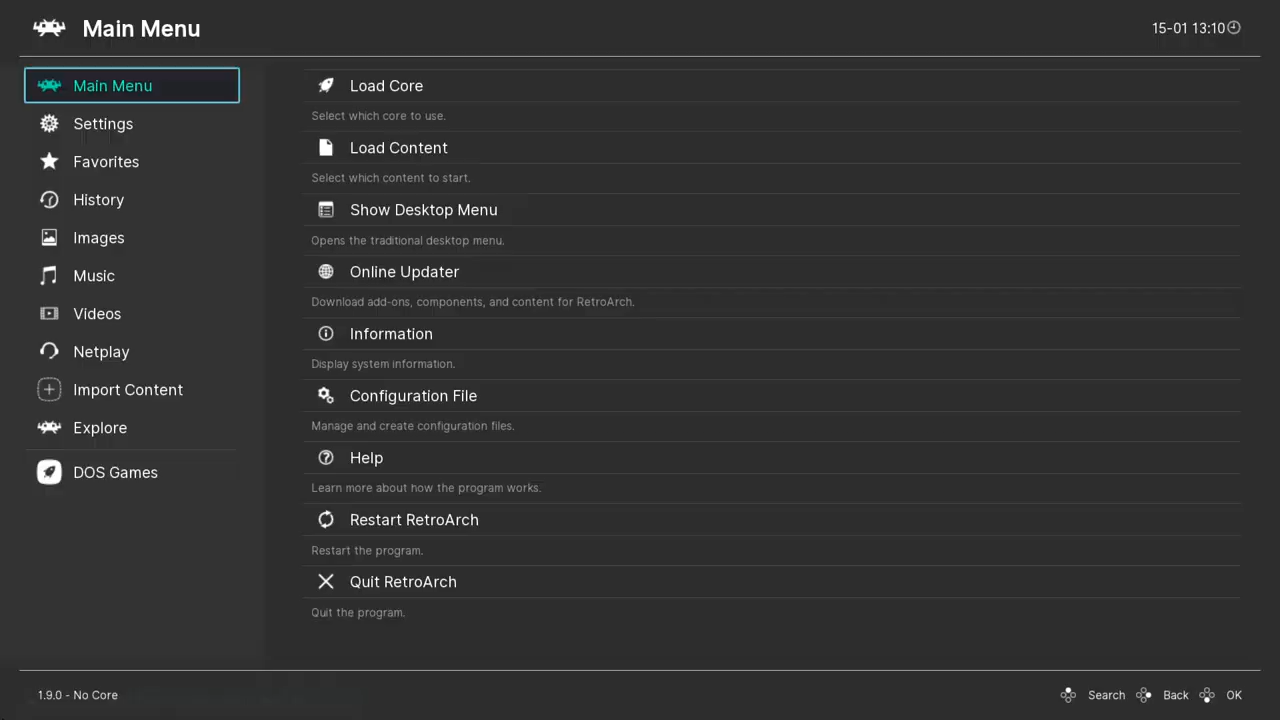 Main Menu
15-01 13:10
Main Menu
Settings
Favorites
History
Images
Music
Videos
Netplay
Import Content
Explore
DOS Games
Load Core
Select which core to use.
Load Content
Select which content to start.
Show Desktop Menu
Opens the traditional desktop menu.
Online Updater
Download add-ons, components, and content for RetroArch.
Information
Display system information.
Configuration File
Manage and create configuration files.
Help
Learn more about how the program works.
Restart RetroArch
Restart the program.
Quit RetroArch
Quit the program.
1.9.0 - No Core
Search Back OK